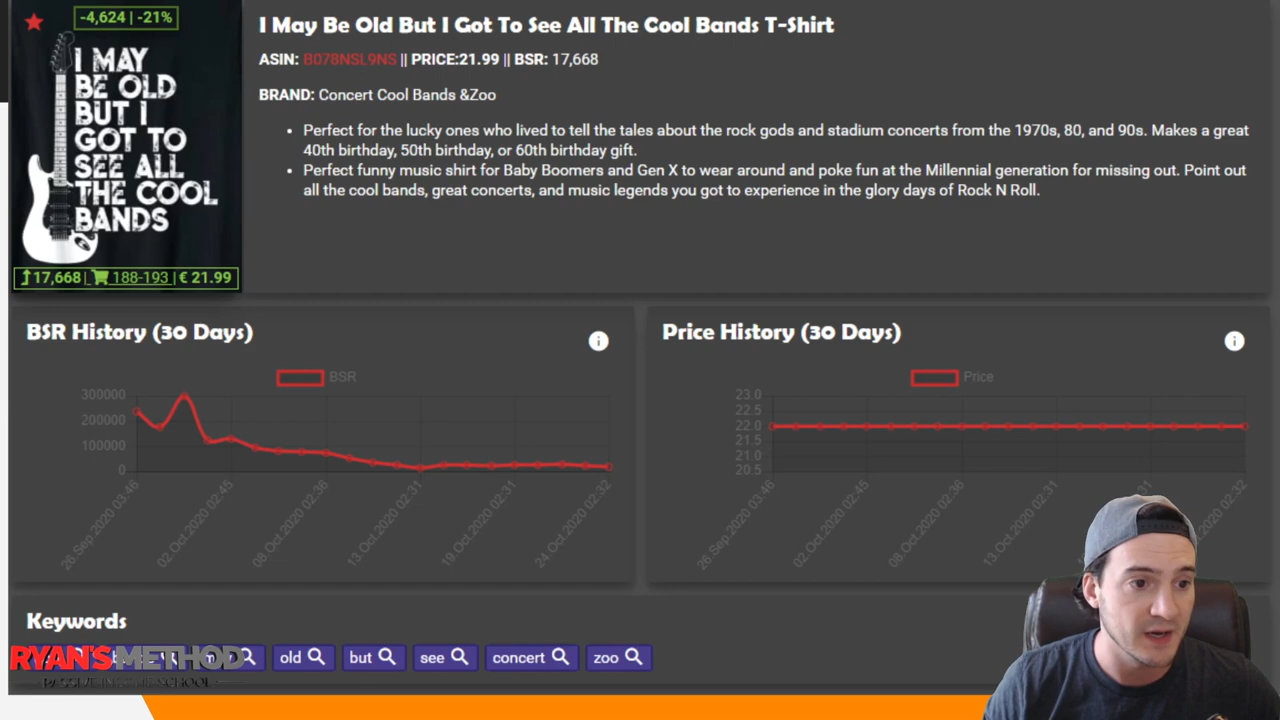 -4,624 | -21%
I MAY
BE OLD
BUT I
GOT TO
SEE ALL
THE COOL
BANDS
17,668 | 188-193 | € 21.99
I May Be Old But I Got To See All The Cool Bands T-Shirt
ASIN: B078NSL9NS || PRICE:21.99 || BSR: 17,668
BRAND: Concert Cool Bands &Zoo
• Perfect for the lucky ones who lived to tell the tales about the rock gods and stadium concerts from the 1970s, 80, and 90s. Makes a great
40th birthday, 50th birthday, or 60th birthday gift.
• Perfect funny music shirt for Baby Boomers and Gen X to wear around and poke fun at the Millennial generation for missing out. Point out
all the cool bands, great concerts, and music legends you got to experience in the glory days of Rock N Roll.
BSR History (30 Days)
BSR
300000
200000
100000
0
26.Sep.2020 03:46
02.Oct.2020 02:45
08.Oct.2020 02:36
13.Oct.2020 02:31
19.Oct.2020 02:31
24.Oct.2020 02:32
Price History (30 Days)
Price
23.0
22.5
22.0
21.5
21.0
20.5
26.Sep.2020 03:46
02.Oct.2020 02:45
08.Oct.2020 02:36
13.Oct.2020
Keywords
old
but
see
concert
zoo
RYAN'S METHOD